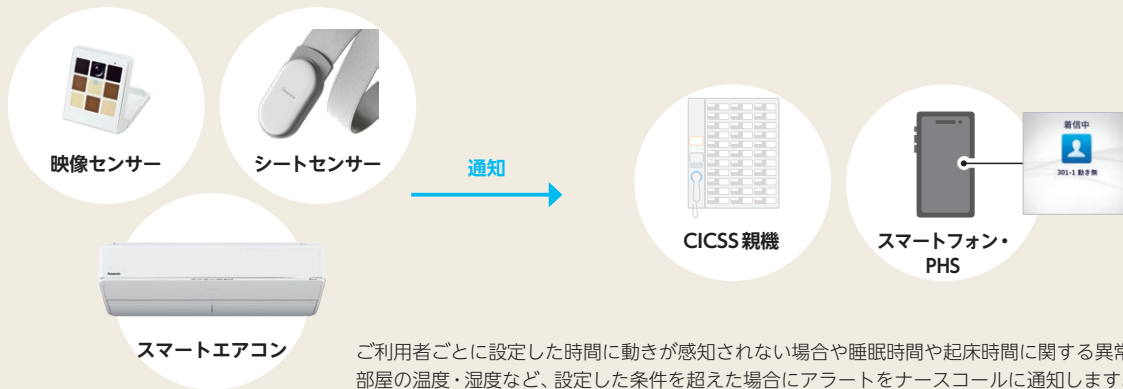 映像センサー
シートセンサー
スマートエアコン
通知
CICSS親機
スマートフォン・
PHS
着信中
301-1 動き無
Panasonic
ご利用者ごとに設定した時間に動きが感知されない場合や睡眠時間や起床時間に関する異常
部屋の温度・湿度など、設定した条件を超えた場合にアラートをナースコールに通知します